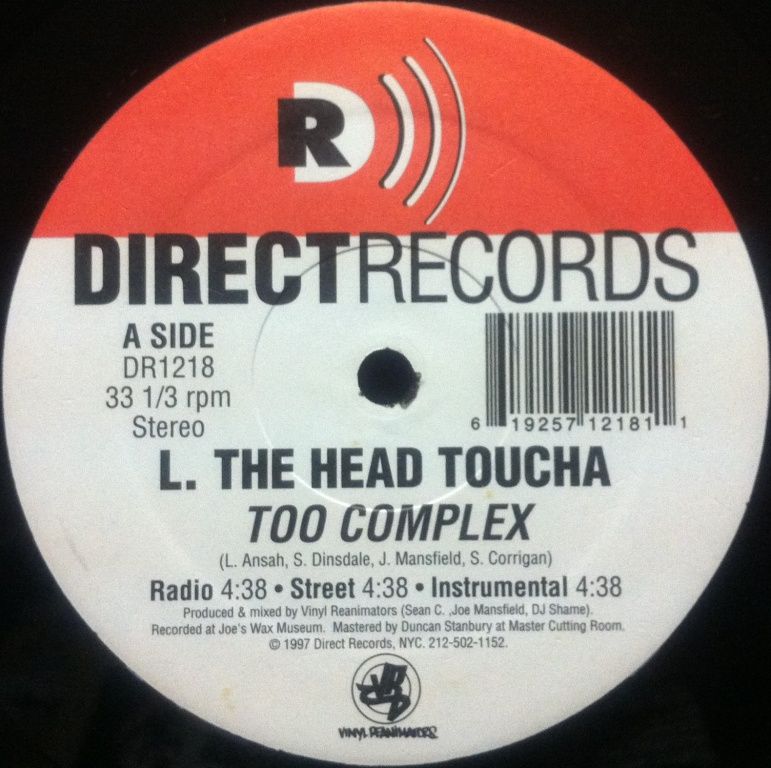 RD
DIRECTRECORDS
A SIDE
DR1218
33 1/3 rpm
Stereo
6 19257 12181 1
L. THE HEAD TOUCHA
TOO COMPLEX
(L. Ansah, S. Dinsdale, J. Mansfield, S. Corrigan)
Radio 4:38 • Street 4:38 • Instrumental 4:38
Produced & mixed by Vinyl Reanimators (Sean C. ,Joe Mansfield, DJ Shame).
Recorded at Joe's Wax Museum. Mastered by Duncan Stanbury at Master Cutting Room.
© 1997 Direct Records, NYC. 212-502-1152.
VINYL REANIMATORS